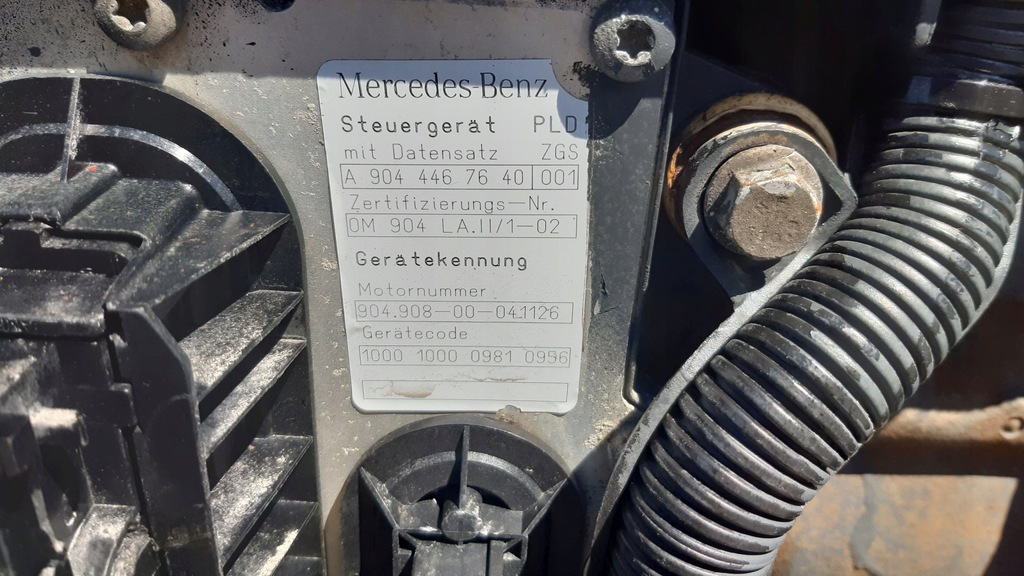 Mercedes-Benz
Steuergerät PLD
mit Datensatz ZGS
A 904 446 76 40 001
Zertifizierungs-Nr.
OM 904 LA.II/1-02
Gerätekennung
Motornummer
904.908-00-041126
Gerätecode
1000 1000 0981 0956